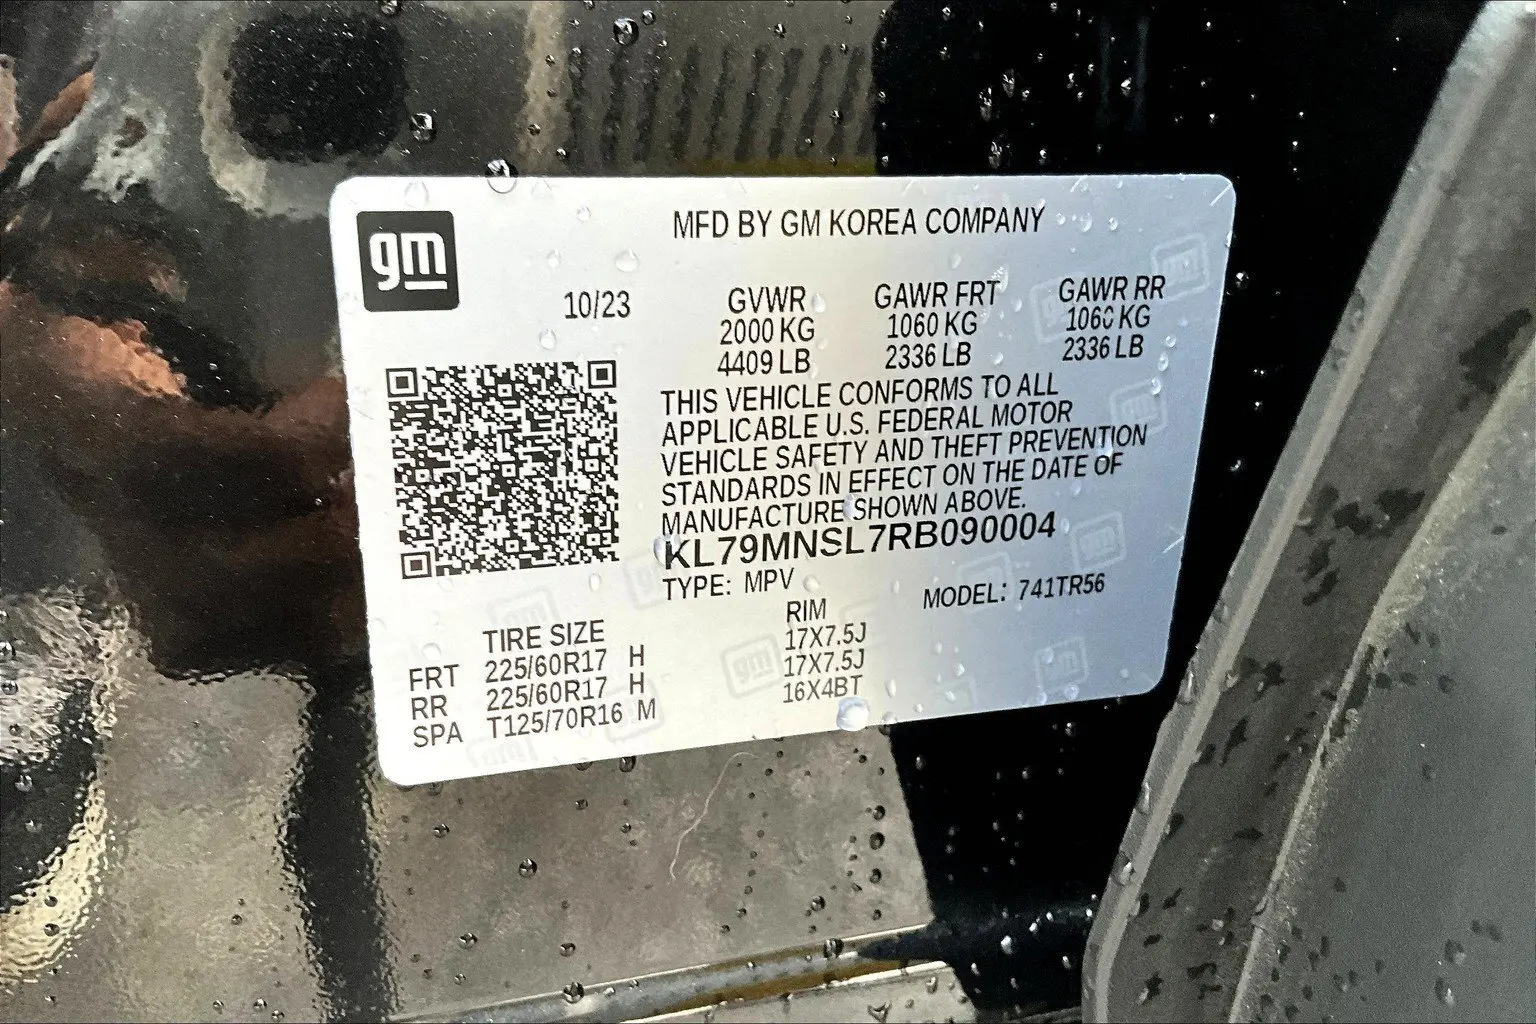 gm
MFD BY GM KOREA COMPANY
10/23 GVWR GAWR FRT GAWR RR
2000 KG 1060 KG 1060 KG
4409 LB 2336 LB 2336 LB
THIS VEHICLE CONFORMS TO ALL
APPLICABLE U.S. FEDERAL MOTOR
VEHICLE SAFETY AND THEFT PREVENTION
STANDARDS IN EFFECT ON THE DATE OF
MANUFACTURE SHOWN ABOVE.
KL79MNSL7RB090004
TYPE: MPV MODEL: 741TR56
TIRE SIZE RIM
FRT 225/60R17 H 17X7.5J
RR 225/60R17 H 17X7.5J
SPA T125/70R16 M 16X4BT